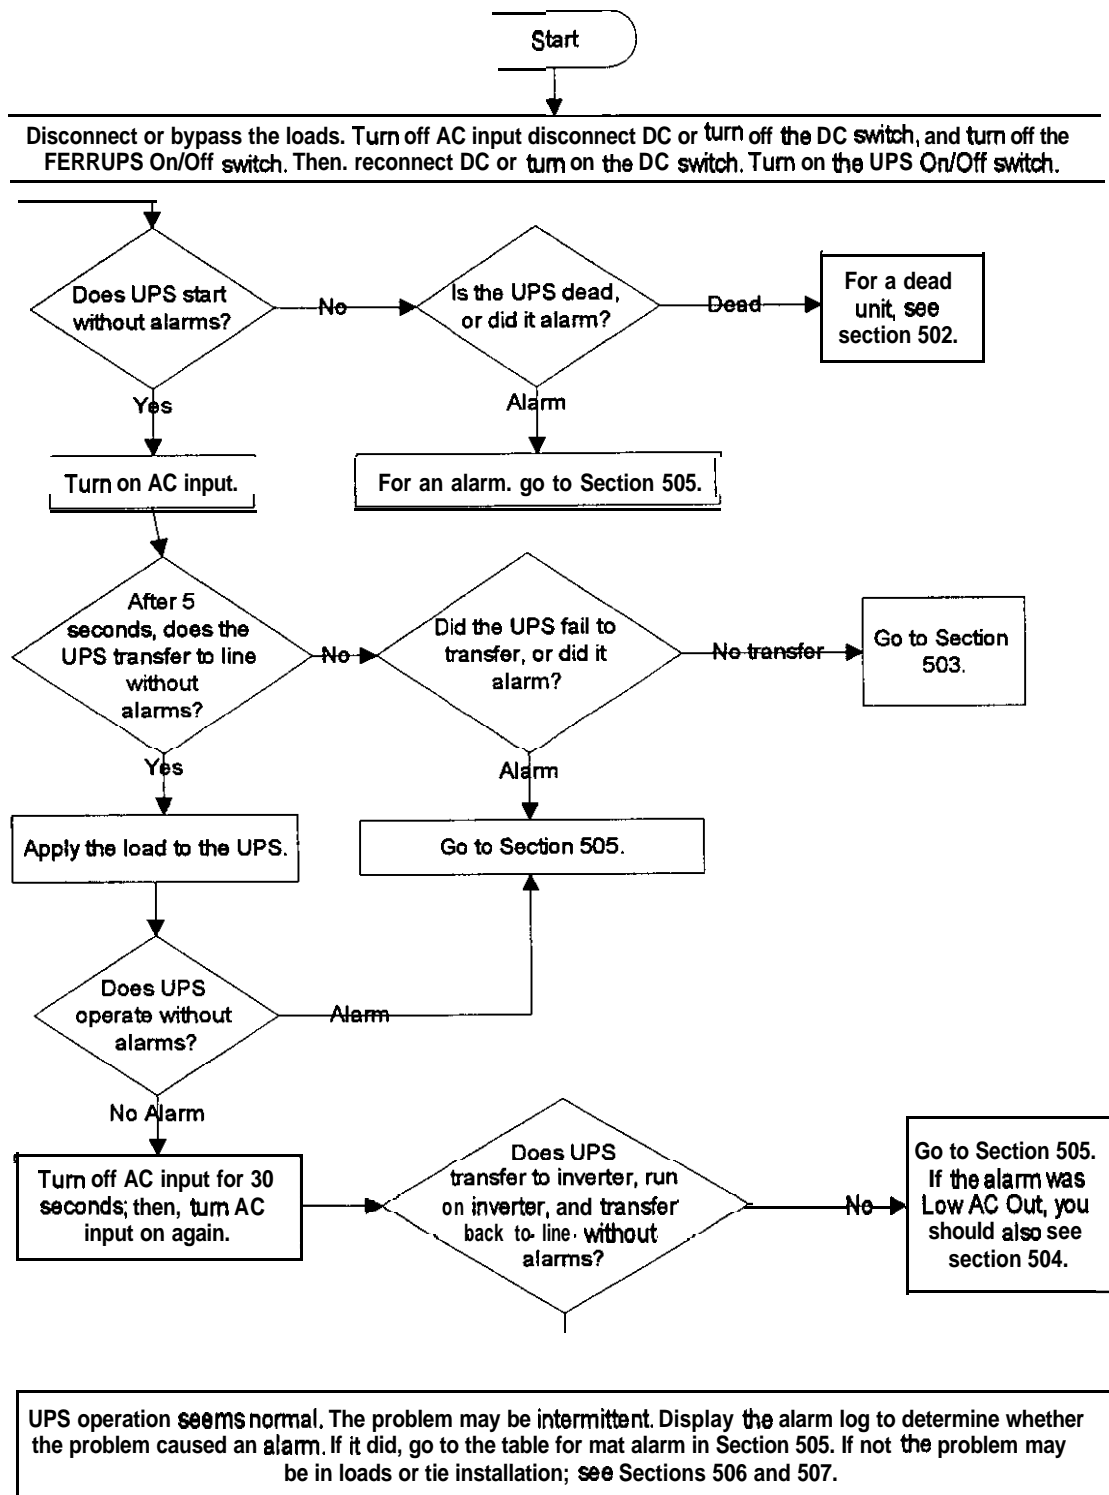 Start
Disconnect or bypass the loads. Turn off AC input disconnect DC or turn off the DC switch, and turn off the
FERRUPS On/Off switch. Then. reconnect DC or turn on the DC switch. Turn on the UPS On/Off switch.
Does UPS start
without alarms?
No
Is the UPS dead,
or did it alarm?
Dead
For a dead
unit, see
section 502.
Yes
Alarm
Turn on AC input.
For an alarm. go to Section 505.
After 5
seconds, does the
UPS transfer to line
without
alarms?
No
Did the UPS fail to
transfer, or did it
alarm?
No transfer
Go to Section
503.
Yes
Alarm
Apply the load to the UPS.
Go to Section 505.
Does UPS
operate without
alarms?
Alarm
No Alarm
Turn off AC input for 30
seconds; then, turn AC
input on again.
Does UPS
transfer to inverter, run
on inverter, and transfer
back to- line- without
alarms?
No
Go to Section 505.
If the alarm was
Low AC Out, you
should also see
section 504.
UPS operation seems normal. The problem may be intermittent. Display the alarm log to determine whether
the problem caused an alarm. If it did, go to the table for mat alarm in Section 505. If not the problem may
be in loads or tie installation; see Sections 506 and 507.